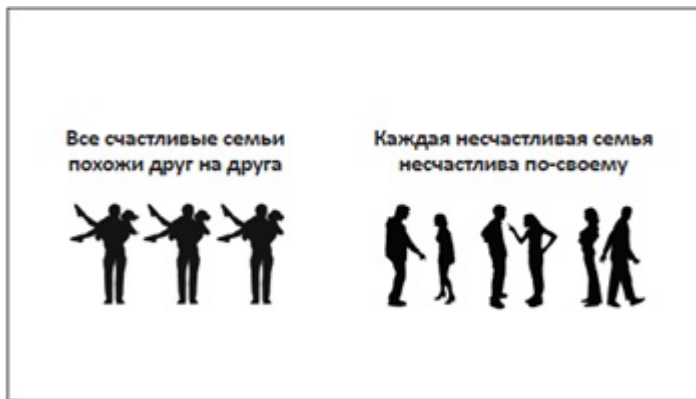 Все счастливые семьи
похожи друг на друга
Каждая несчастливая семья
несчастлива по-своему